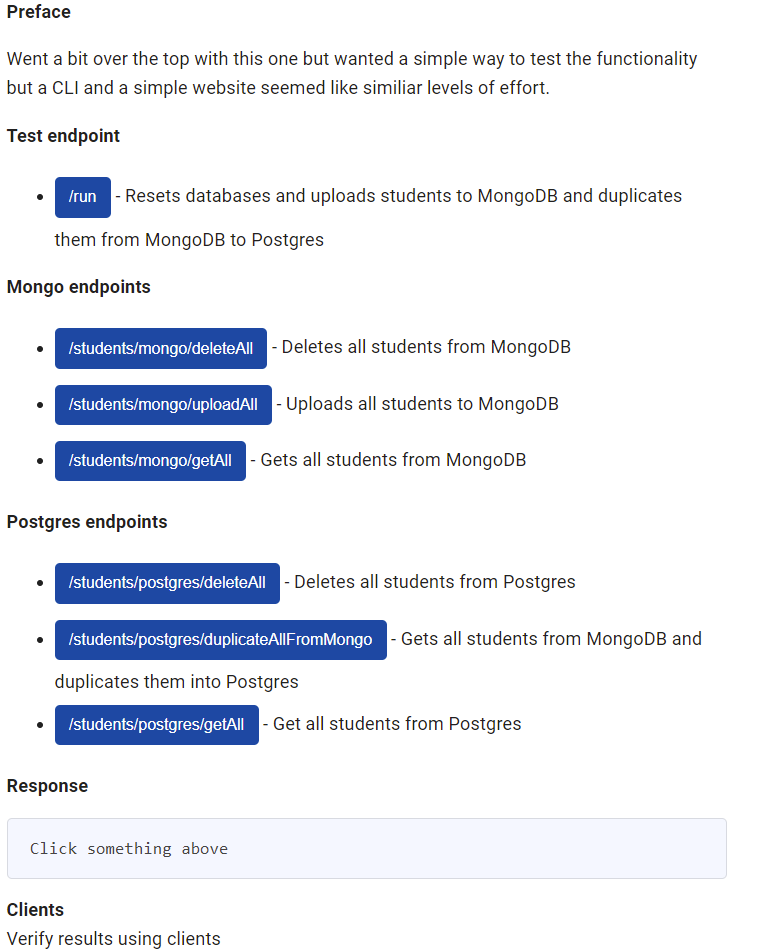 Preface
Went a bit over the top with this one but wanted a simple way to test the functionality
but a CLI and a simple website seemed like similiar levels of effort.
Test endpoint
/run - Resets databases and uploads students to MongoDB and duplicates
them from MongoDB to Postgres
Mongo endpoints
/students/mongo/deleteAll - Deletes all students from MongoDB
/students/mongo/uploadAll - Uploads all students to MongoDB
/students/mongo/getAll - Gets all students from MongoDB
Postgres endpoints
/students/postgres/deleteAll - Deletes all students from Postgres
/students/postgres/duplicateAllFromMongo - Gets all students from MongoDB and
duplicates them into Postgres
/students/postgres/getAll - Get all students from Postgres
Response
Click something above
Clients
Verify results using clients